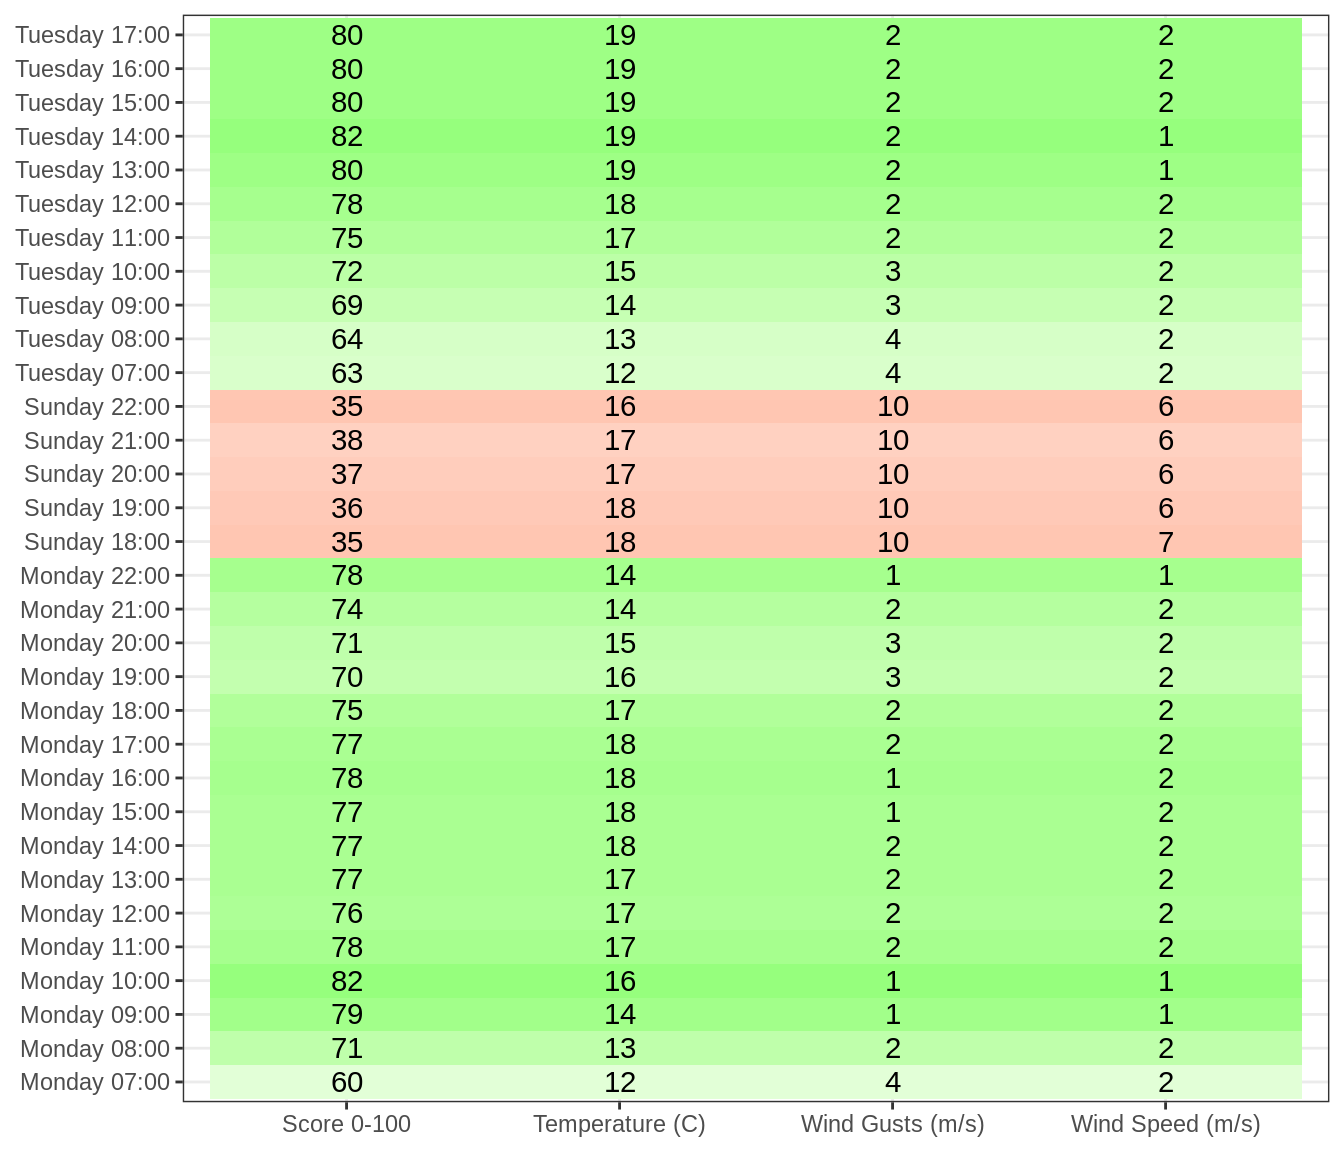 Tuesday 17:00 80 19 2 2
Tuesday 16:00 80 19 2 2
Tuesday 15:00 80 19 2 2
Tuesday 14:00 82 19 2 1
Tuesday 13:00 80 19 2 1
Tuesday 12:00 78 18 2 2
Tuesday 11:00 75 17 2 2
Tuesday 10:00 72 15 3 2
Tuesday 09:00 69 14 3 2
Tuesday 08:00 64 13 4 2
Tuesday 07:00 63 12 4 2
Sunday 22:00 35 16 10 6
Sunday 21:00 38 17 10 6
Sunday 20:00 37 17 10 6
Sunday 19:00 36 18 10 6
Sunday 18:00 35 18 10 7
Monday 22:00 78 14 1 1
Monday 21:00 74 14 2 2
Monday 20:00 71 15 3 2
Monday 19:00 70 16 3 2
Monday 18:00 75 17 2 2
Monday 17:00 77 18 2 2
Monday 16:00 78 18 1 2
Monday 15:00 77 18 1 2
Monday 14:00 77 18 2 2
Monday 13:00 77 17 2 2
Monday 12:00 76 17 2 2
Monday 11:00 78 17 2 2
Monday 10:00 82 16 1 1
Monday 09:00 79 14 1 1
Monday 08:00 71 13 2 2
Monday 07:00 60 12 4 2
Score 0-100 Temperature (C) Wind Gusts (m/s) Wind Speed (m/s)